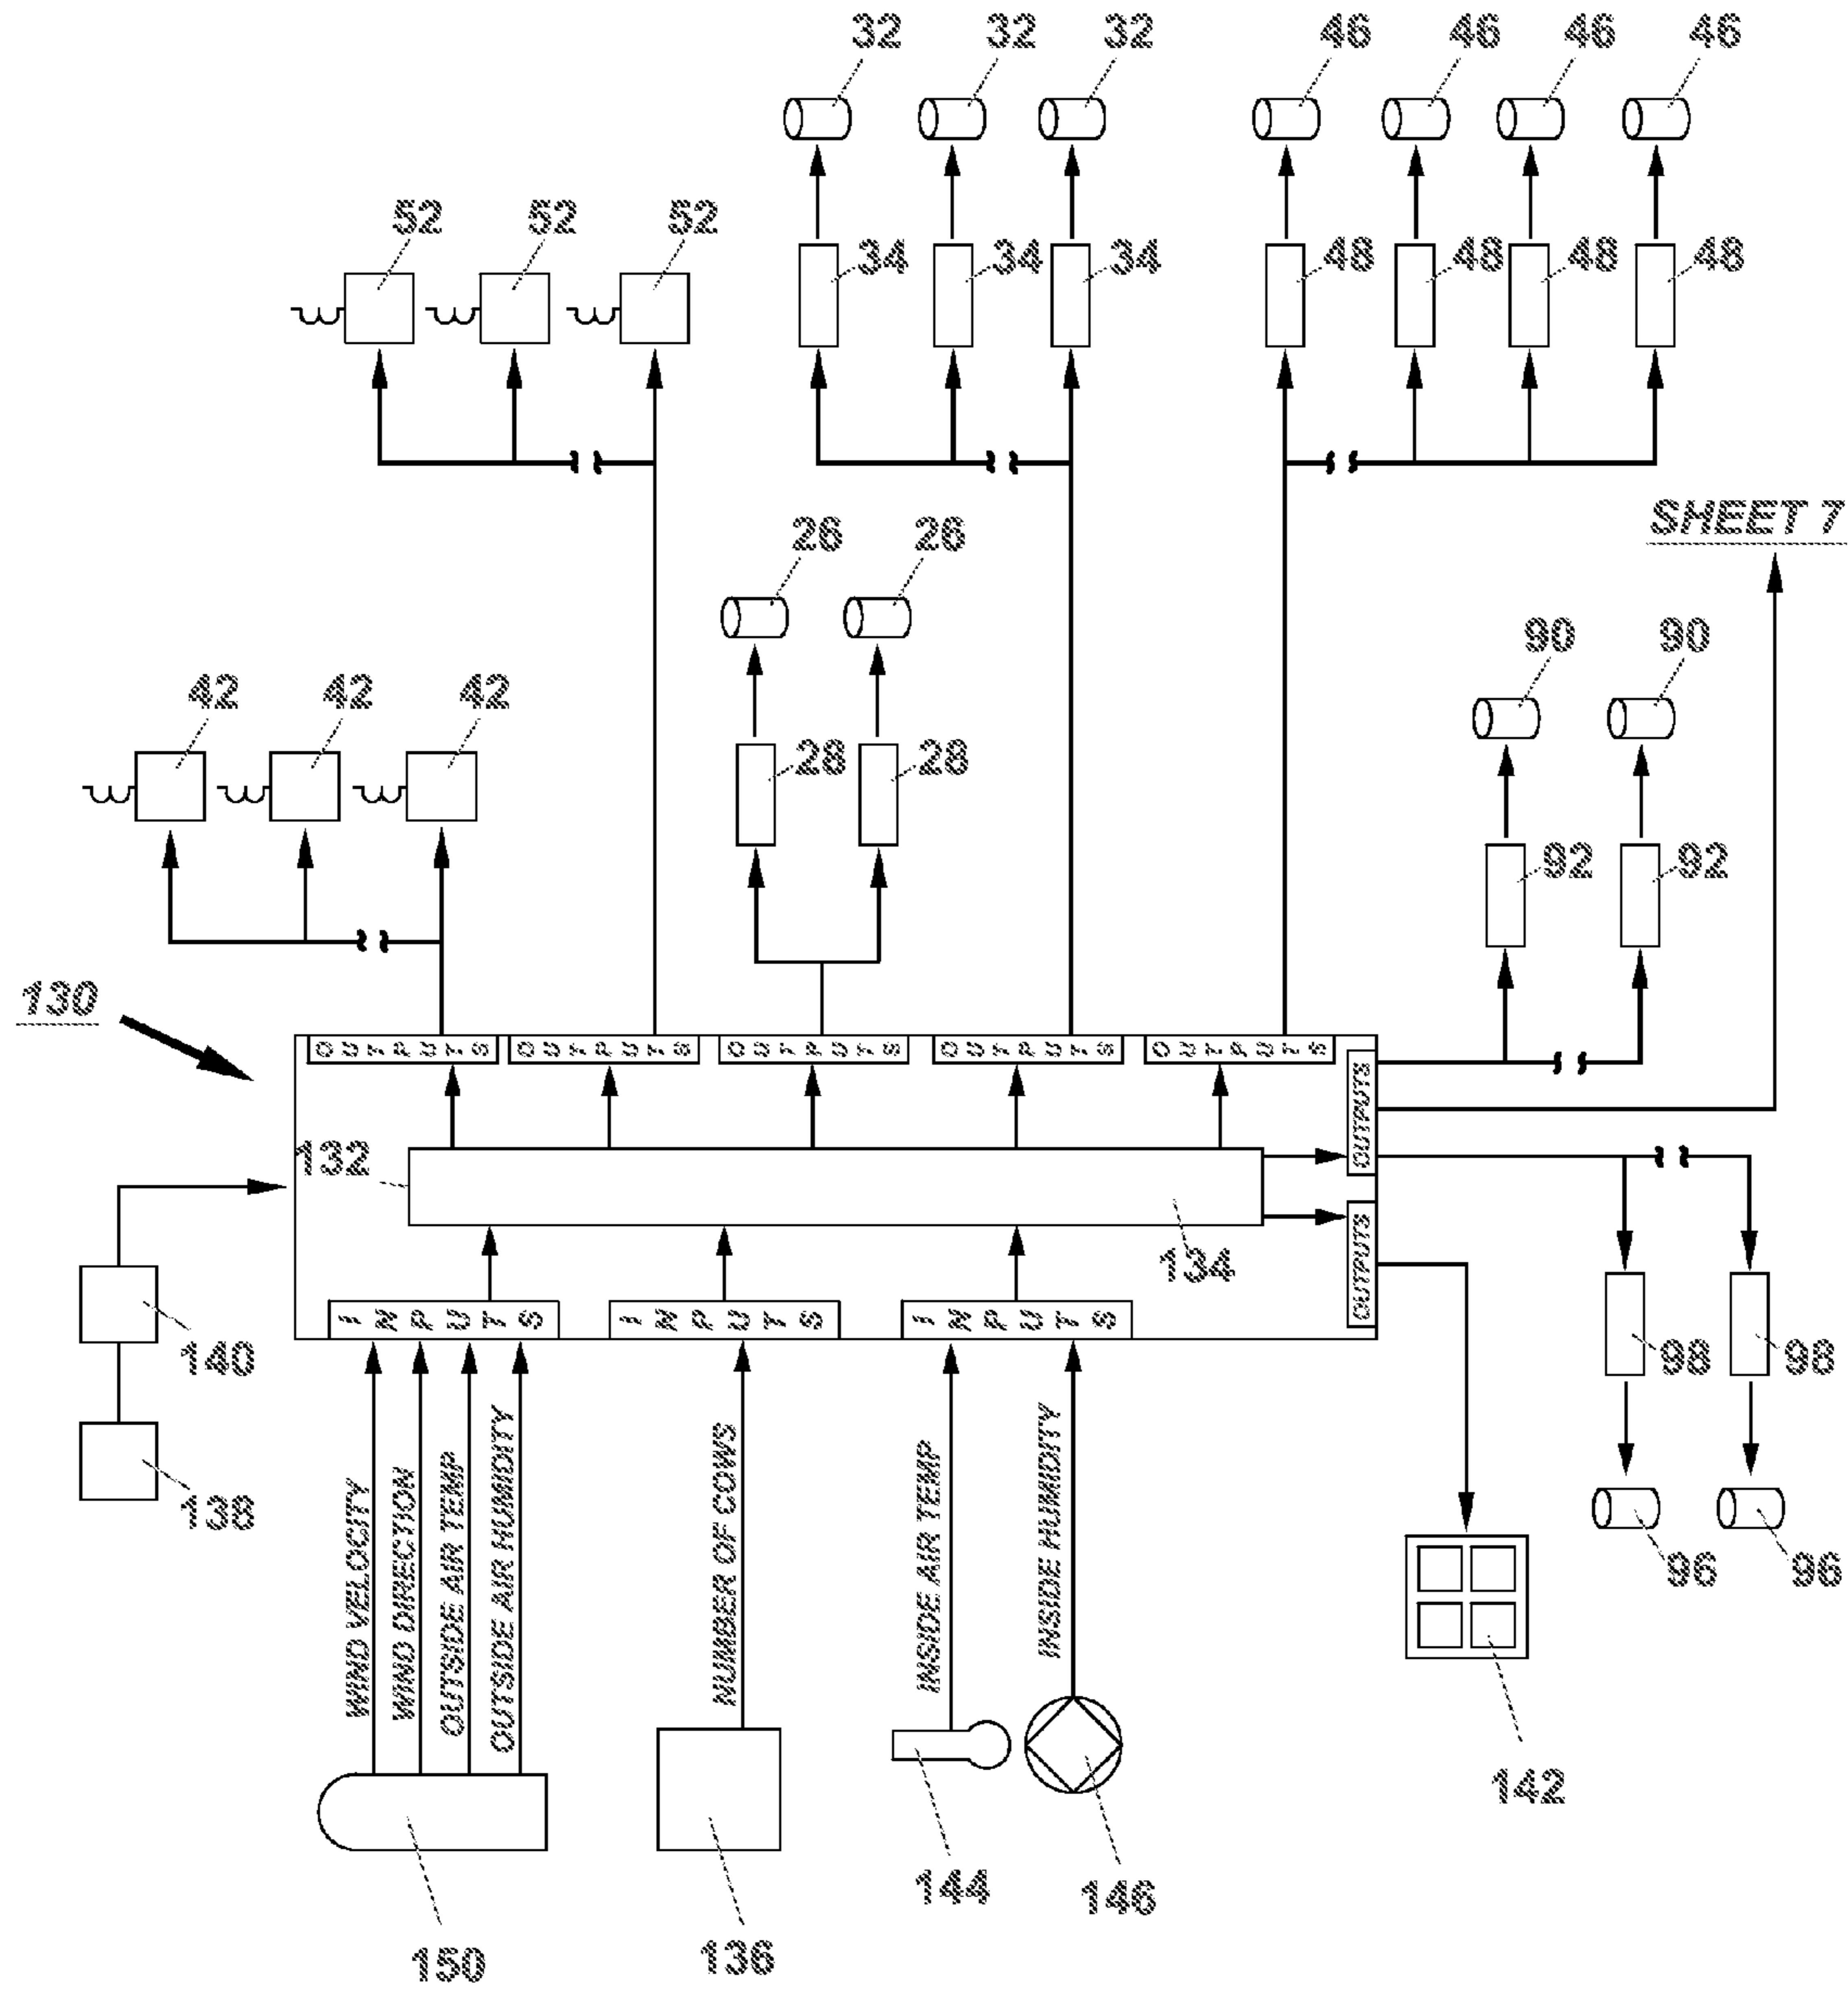 32 32 32 46 46 46 46
52 52 52
34 34 34 48 48 48 48
SHEET 7
26 26
90 90
42 42 42
28 28
92 92
130
OUTPUTS OUTPUTS OUTPUTS OUTPUTS OUTPUTS
OUTPUTS
132
134
OUTPUTS
INPUTS INPUTS INPUTS
140
98 98
138
WIND VELOCITY
WIND DIRECTION
OUTSIDE AIR TEMP
OUTSIDE AIR HUMIDITY
NUMBER OF COWS
INSIDE AIR TEMP
INSIDE HUMIDITY
96 96
142
144 146
150 136